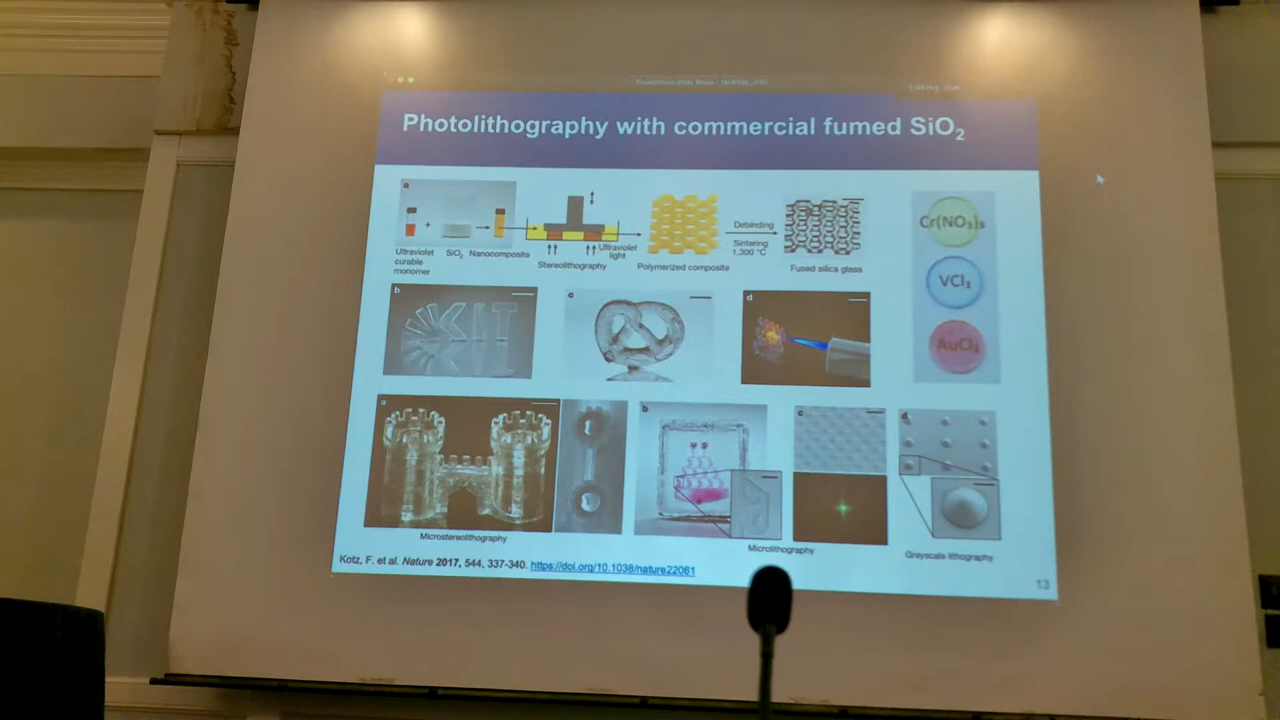 Photolithography with commercial fumed SiO2
a
+
Ultraviolet
curable
monomer
SiO2
Nanocomposite
Stereolithography
Ultraviolet
light
Polymerized composite
Debinding
Sintering
1,300 °C
Fused silica glass
Cr(NO3)3
VCl3
AuCl3
b
KIT
c
d
a
Microstereolithography
b
c
Microlithography
d
Greyscale lithography
Kotz, F. et al. Nature 2017, 544, 337-340. https://doi.org/10.1038/nature22061
13